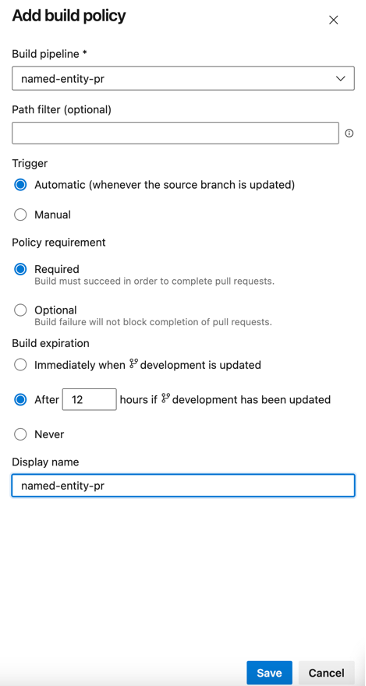 Add build policy
Build pipeline *
named-entity-pr
Path filter (optional)
Trigger
Automatic (whenever the source branch is updated)
Manual
Policy requirement
Required
Build must succeed in order to complete pull requests.
Optional
Build failure will not block completion of pull requests.
Build expiration
Immediately when development is updated
After 12 hours if development has been updated
Never
Display name
named-entity-pr
Save Cancel